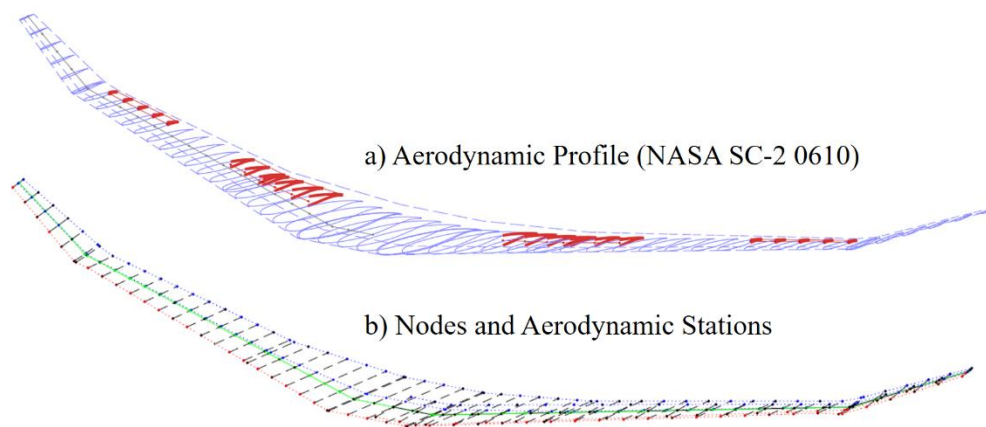 a) Aerodynamic Profile (NASA SC-2 0610)
b) Nodes and Aerodynamic Stations